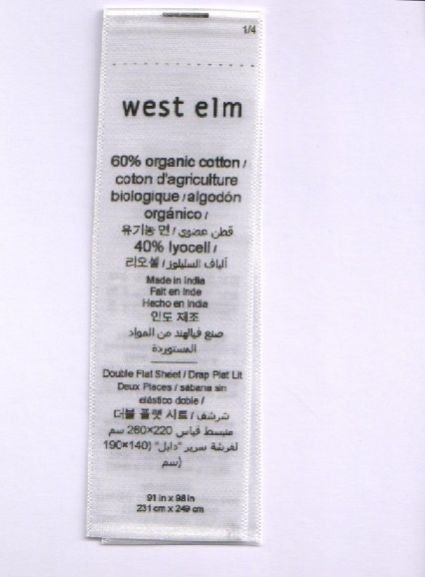 1/4
west elm
60% organic cotton /
coton d'agriculture
biologique / algodón
orgánico /
유기농 면 / قطن عضوي
40% lyocell /
리오셀 / ألياف السليلوز
Made in India
Fait en Inde
Hecho en India
인도 제조
صنع فيالهند من المواد
المستوردة
Double Flat Sheet / Drap Plat Lit
Deux Places / sábana sin
elástico doble /
더블 플랫 시트 / شرشف
منبسط قياس 220×260 سم
لفرشة سرير "دابل" (140×190
سم)
91 in x 98 in
231 cm x 249 cm